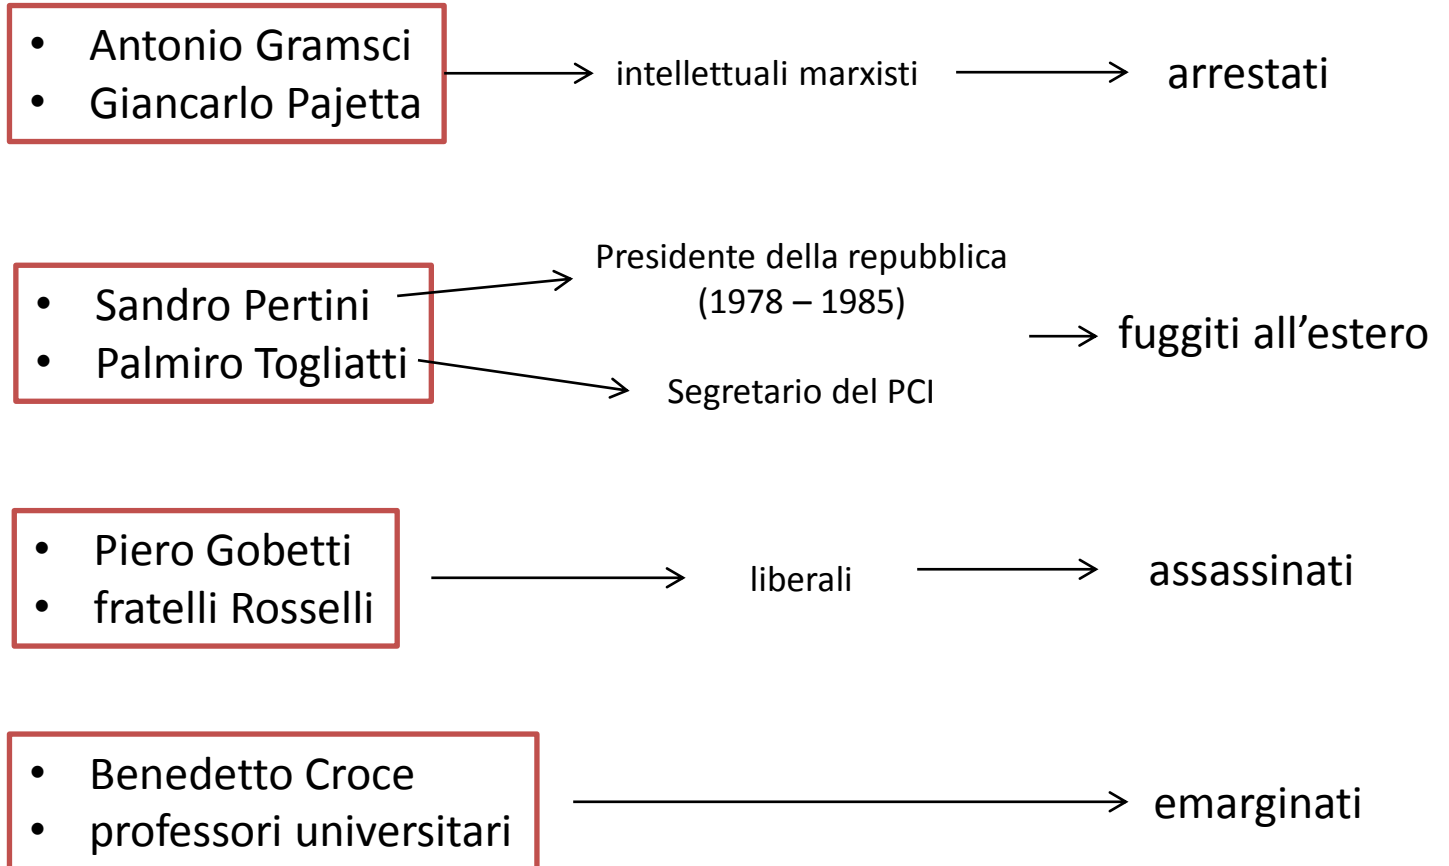 • Antonio Gramsci
• Giancarlo Pajetta
intellettuali marxisti
arrestati
• Sandro Pertini
• Palmiro Togliatti
Presidente della repubblica
(1978 – 1985)
Segretario del PCI
fuggiti all’estero
• Piero Gobetti
• fratelli Rosselli
liberali
assassinati
• Benedetto Croce
• professori universitari
emarginati